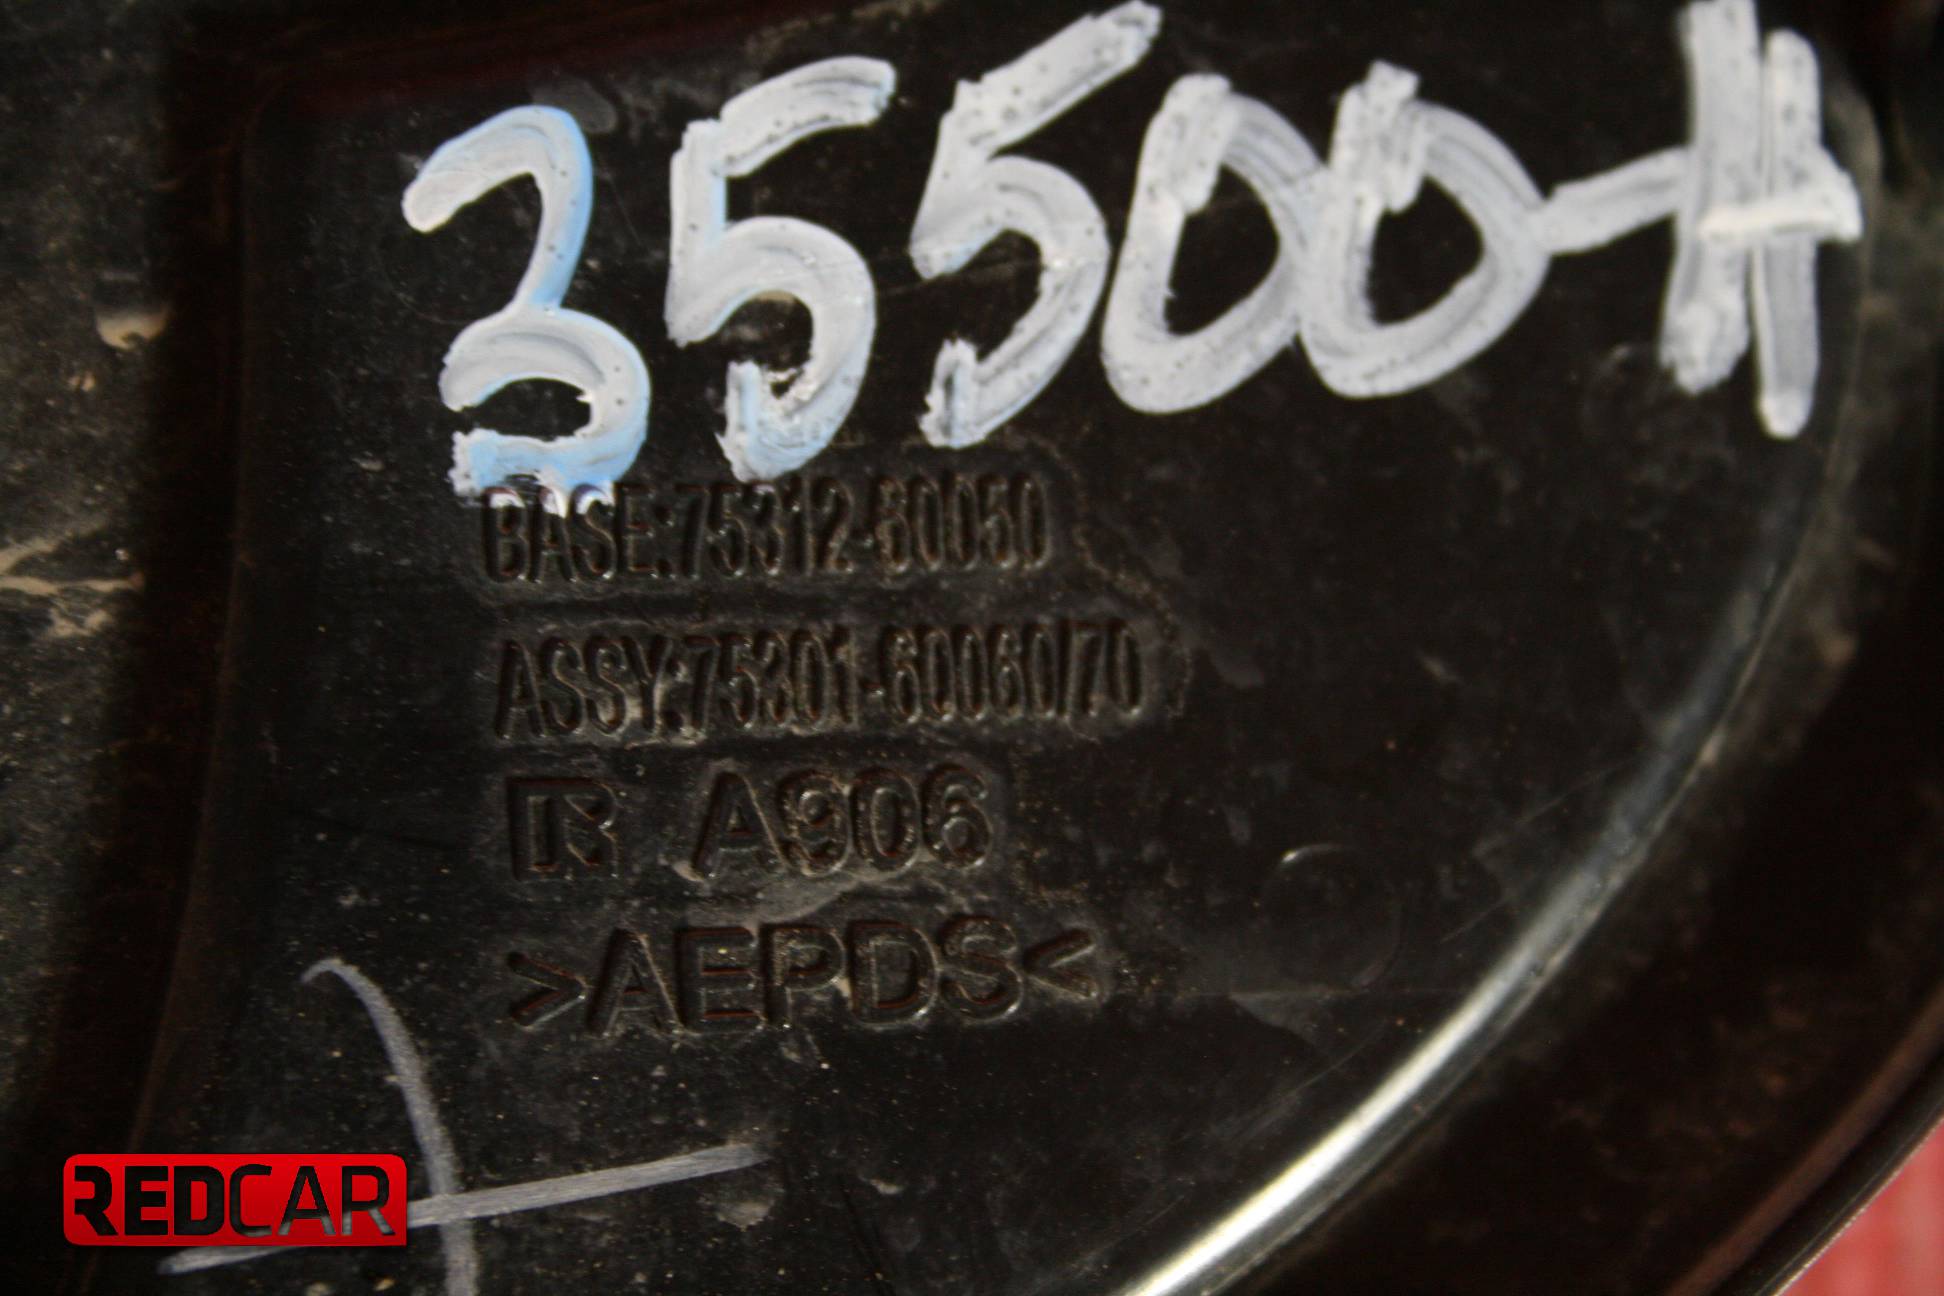 35500-H
BASE:75312-60050
ASSY:75301-60060/70
A906
>AEPDS<
REDCAR